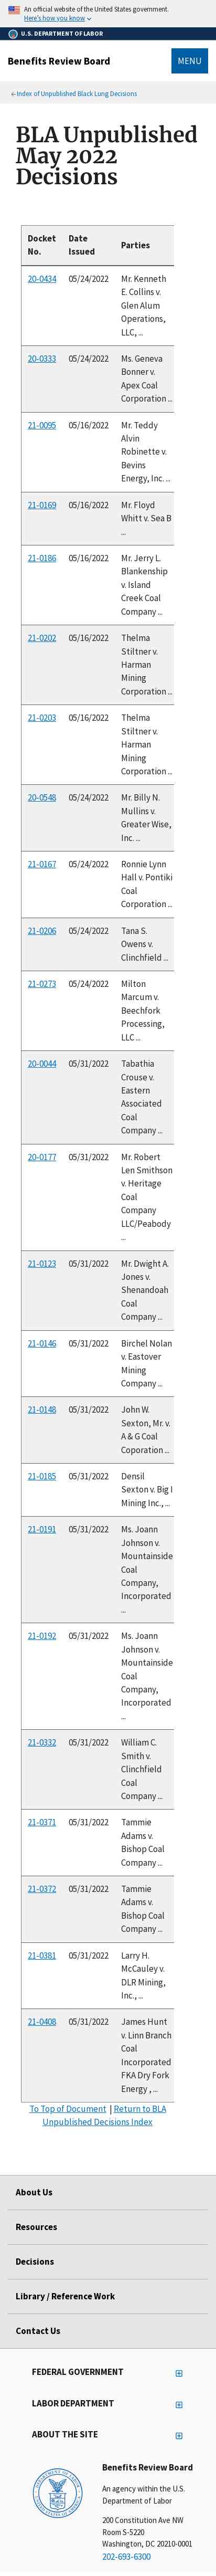 An official website of the United States government.
Here's how you know
U.S. DEPARTMENT OF LABOR
Benefits Review Board
MENU
Index of Unpublished Black Lung Decisions
BLA Unpublished
May 2022
Decisions
Docket No. Date Issued Parties
20-0434 05/24/2022 Mr. Kenneth
E. Collins v.
Glen Alum
Operations,
LLC, ...
20-0333 05/24/2022 Ms. Geneva
Bonner v.
Apex Coal
Corporation ...
21-0095 05/16/2022 Mr. Teddy
Alvin
Robinette v.
Bevins
Energy, Inc. ...
21-0169 05/16/2022 Mr. Floyd
Whitt v. Sea B
...
21-0186 05/16/2022 Mr. Jerry L.
Blankenship
v. Island
Creek Coal
Company ...
21-0202 05/16/2022 Thelma
Stiltner v.
Harman
Mining
Corporation ...
21-0203 05/16/2022 Thelma
Stiltner v.
Harman
Mining
Corporation ...
20-0548 05/24/2022 Mr. Billy N.
Mullins v.
Greater Wise,
Inc. ...
21-0167 05/24/2022 Ronnie Lynn
Hall v. Pontiki
Coal
Corporation ...
21-0206 05/24/2022 Tana S.
Owens v.
Clinchfield ...
21-0273 05/24/2022 Milton
Marcum v.
Beechfork
Processing,
LLC ...
20-0044 05/31/2022 Tabathia
Crouse v.
Eastern
Associated
Coal
Company ...
20-0177 05/31/2022 Mr. Robert
Len Smithson
v. Heritage
Coal
Company
LLC/Peabody
...
21-0123 05/31/2022 Mr. Dwight A.
Jones v.
Shenandoah
Coal
Company ...
21-0146 05/31/2022 Birchel Nolan
v. Eastover
Mining
Company ...
21-0148 05/31/2022 John W.
Sexton, Mr. v.
A & G Coal
Coporation ...
21-0185 05/31/2022 Densil
Sexton v. Big I
Mining Inc., ...
21-0191 05/31/2022 Ms. Joann
Johnson v.
Mountainside
Coal
Company,
Incorporated
...
21-0192 05/31/2022 Ms. Joann
Johnson v.
Mountainside
Coal
Company,
Incorporated
...
21-0332 05/31/2022 William C.
Smith v.
Clinchfield
Coal
Company ...
21-0371 05/31/2022 Tammie
Adams v.
Bishop Coal
Company ...
21-0372 05/31/2022 Tammie
Adams v.
Bishop Coal
Company ...
21-0381 05/31/2022 Larry H.
McCauley v.
DLR Mining,
Inc., ...
21-0408 05/31/2022 James Hunt
v. Linn Branch
Coal
Incorporated
FKA Dry Fork
Energy , ...
To Top of Document | Return to BLA
Unpublished Decisions Index
About Us
Resources
Decisions
Library / Reference Work
Contact Us
FEDERAL GOVERNMENT
LABOR DEPARTMENT
ABOUT THE SITE
Benefits Review Board
An agency within the U.S.
Department of Labor
200 Constitution Ave NW
Room S-5220
Washington, DC 20210-0001
202-693-6300